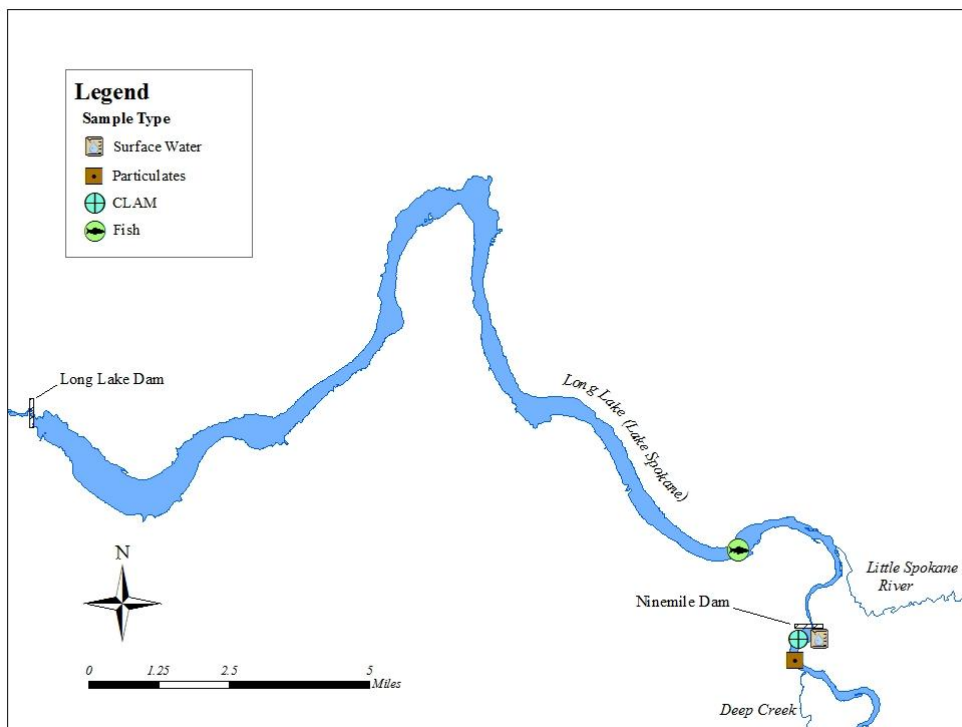 Legend
Sample Type
Surface Water
Particulates
CLAM
Fish
Long Lake Dam
Long Lake (Lake Spokane)
N
Little Spokane
River
Ninemile Dam
0 1.25 2.5 5
Miles
Deep Creek